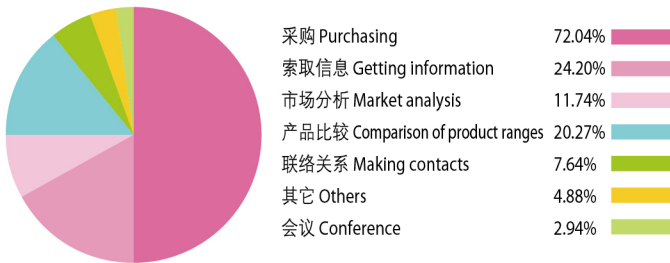 采购 Purchasing 72.04%
索取信息 Getting information 24.20%
市场分析 Market analysis 11.74%
产品比较 Comparison of product ranges 20.27%
联络关系 Making contacts 7.64%
其它 Others 4.88%
会议 Conference 2.94%